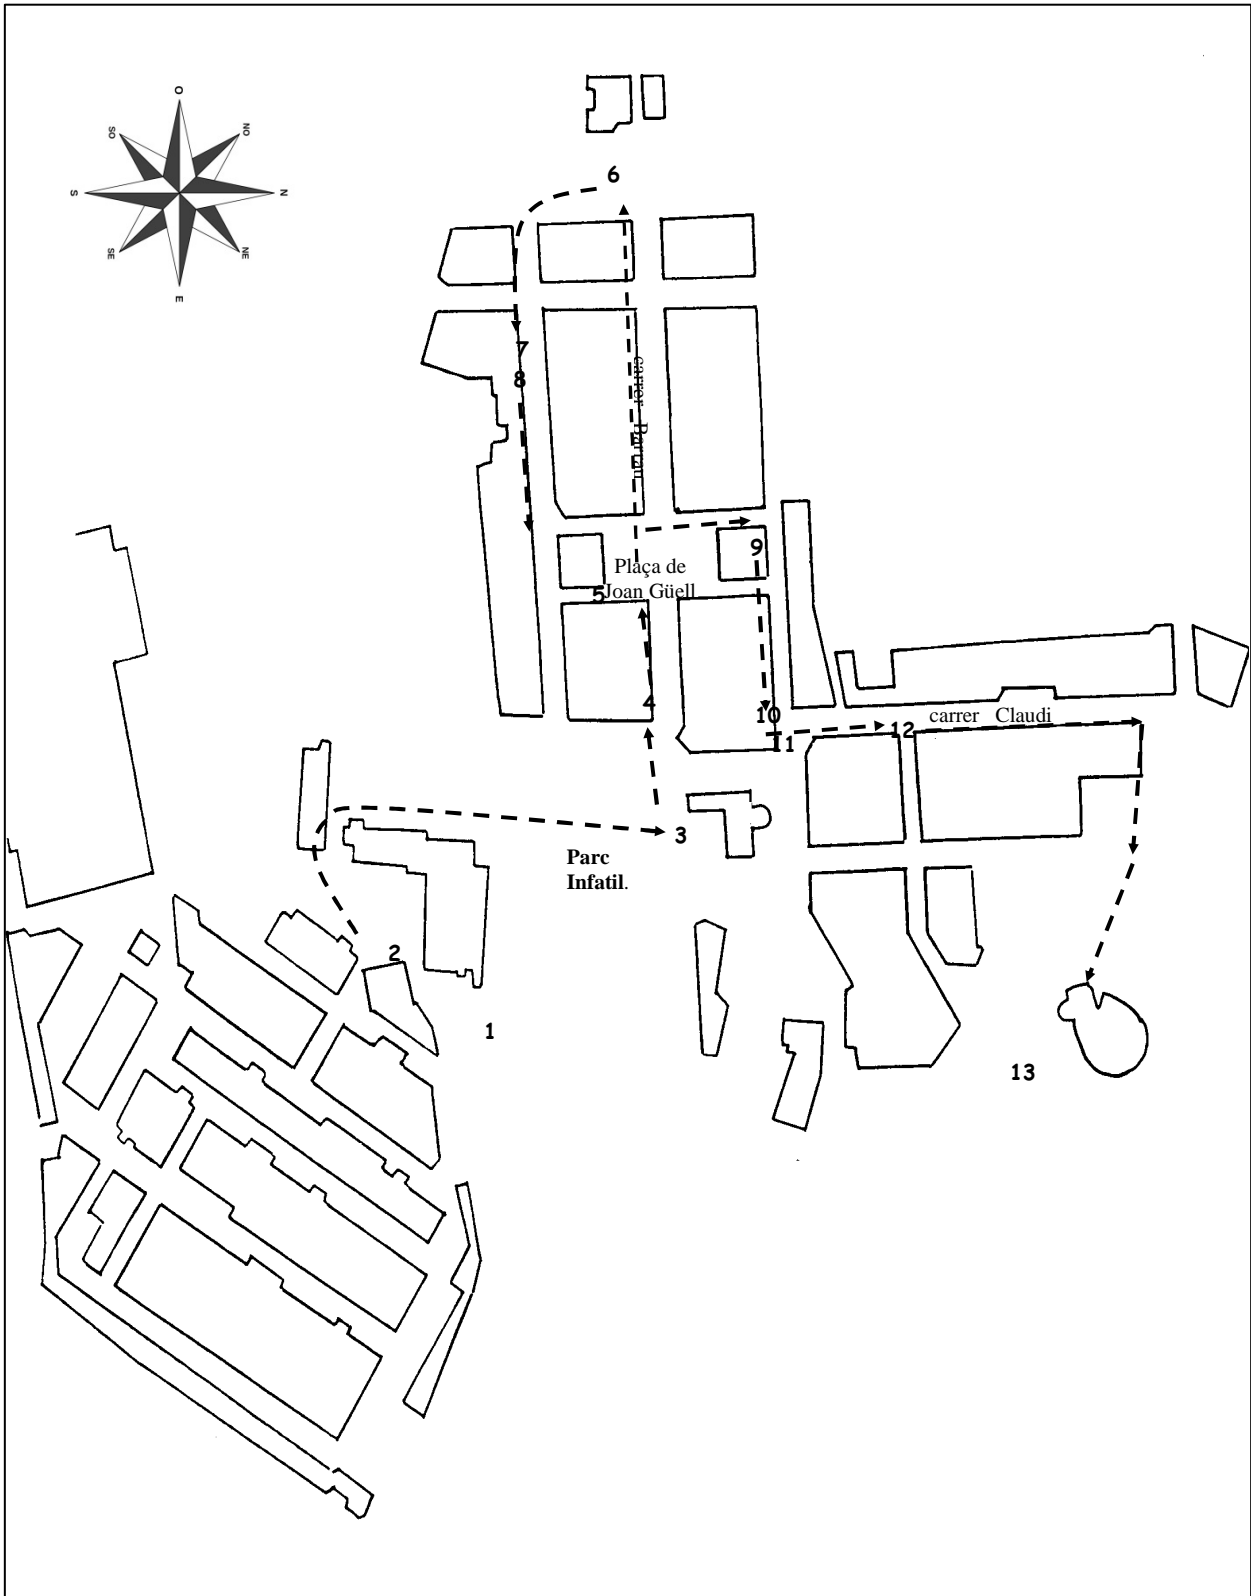 O
SO
NO
S
N
SE
NE
E
6
7
8
carrer Barrau
9
Plaça de
Joan Güell
5
4
10
11
12
carrer Claudi
3
Parc
Infatil.
2
1
13